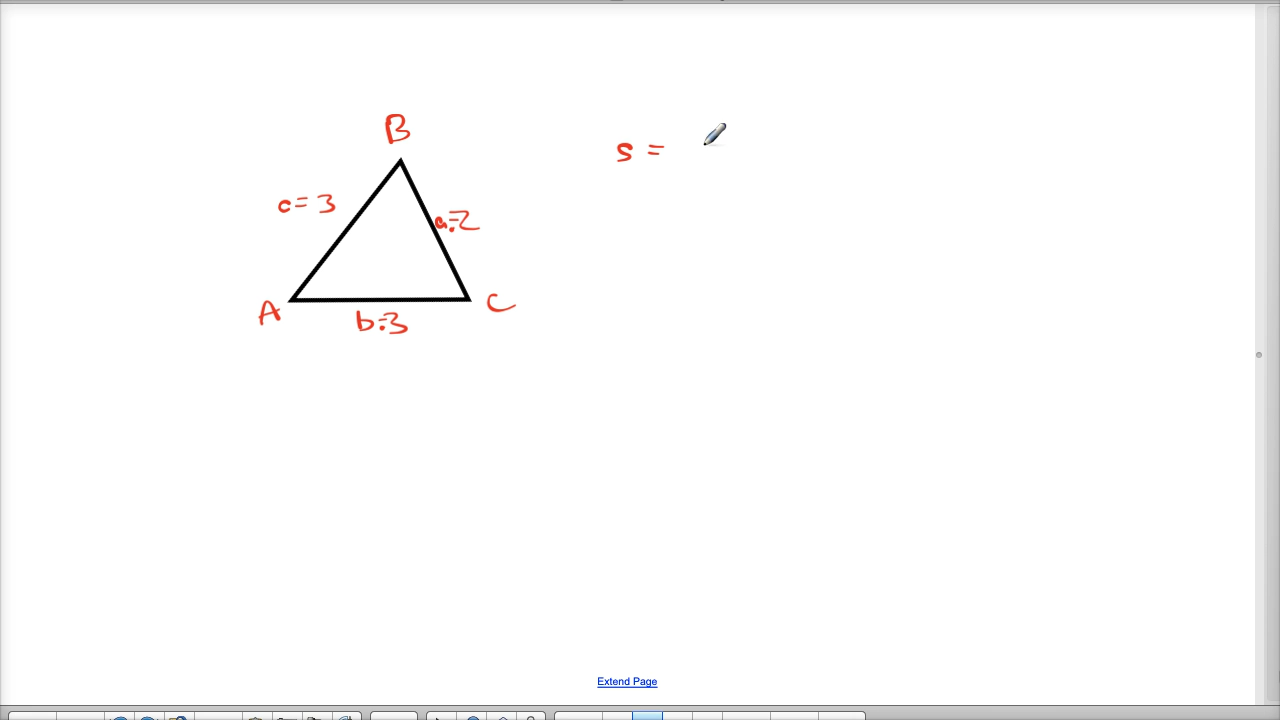 B
s =
c = 3
a = 2
A
C
b = 3
Extend Page